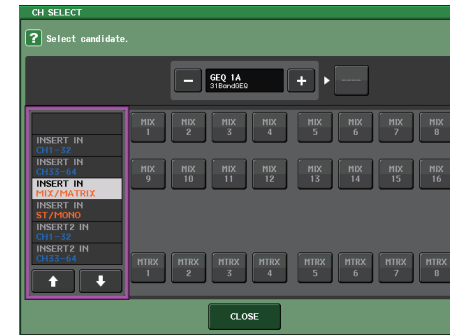 CH SELECT
? Select candidate.
− GEQ 1A 31BandGEQ + ----
INSERT IN
CH1-32
INSERT IN
CH33-64
INSERT IN
MIX/MATRIX
INSERT IN
ST/MONO
INSERT2 IN
CH1-32
INSERT2 IN
CH33-64
MIX 1 MIX 2 MIX 3 MIX 4 MIX 5 MIX 6 MIX 7 MIX 8
MIX 9 MIX 10 MIX 11 MIX 12 MIX 13 MIX 14 MIX 15 MIX 16
MTRX 1 MTRX 2 MTRX 3 MTRX 4 MTRX 5 MTRX 6 MTRX 7 MTRX 8
CLOSE